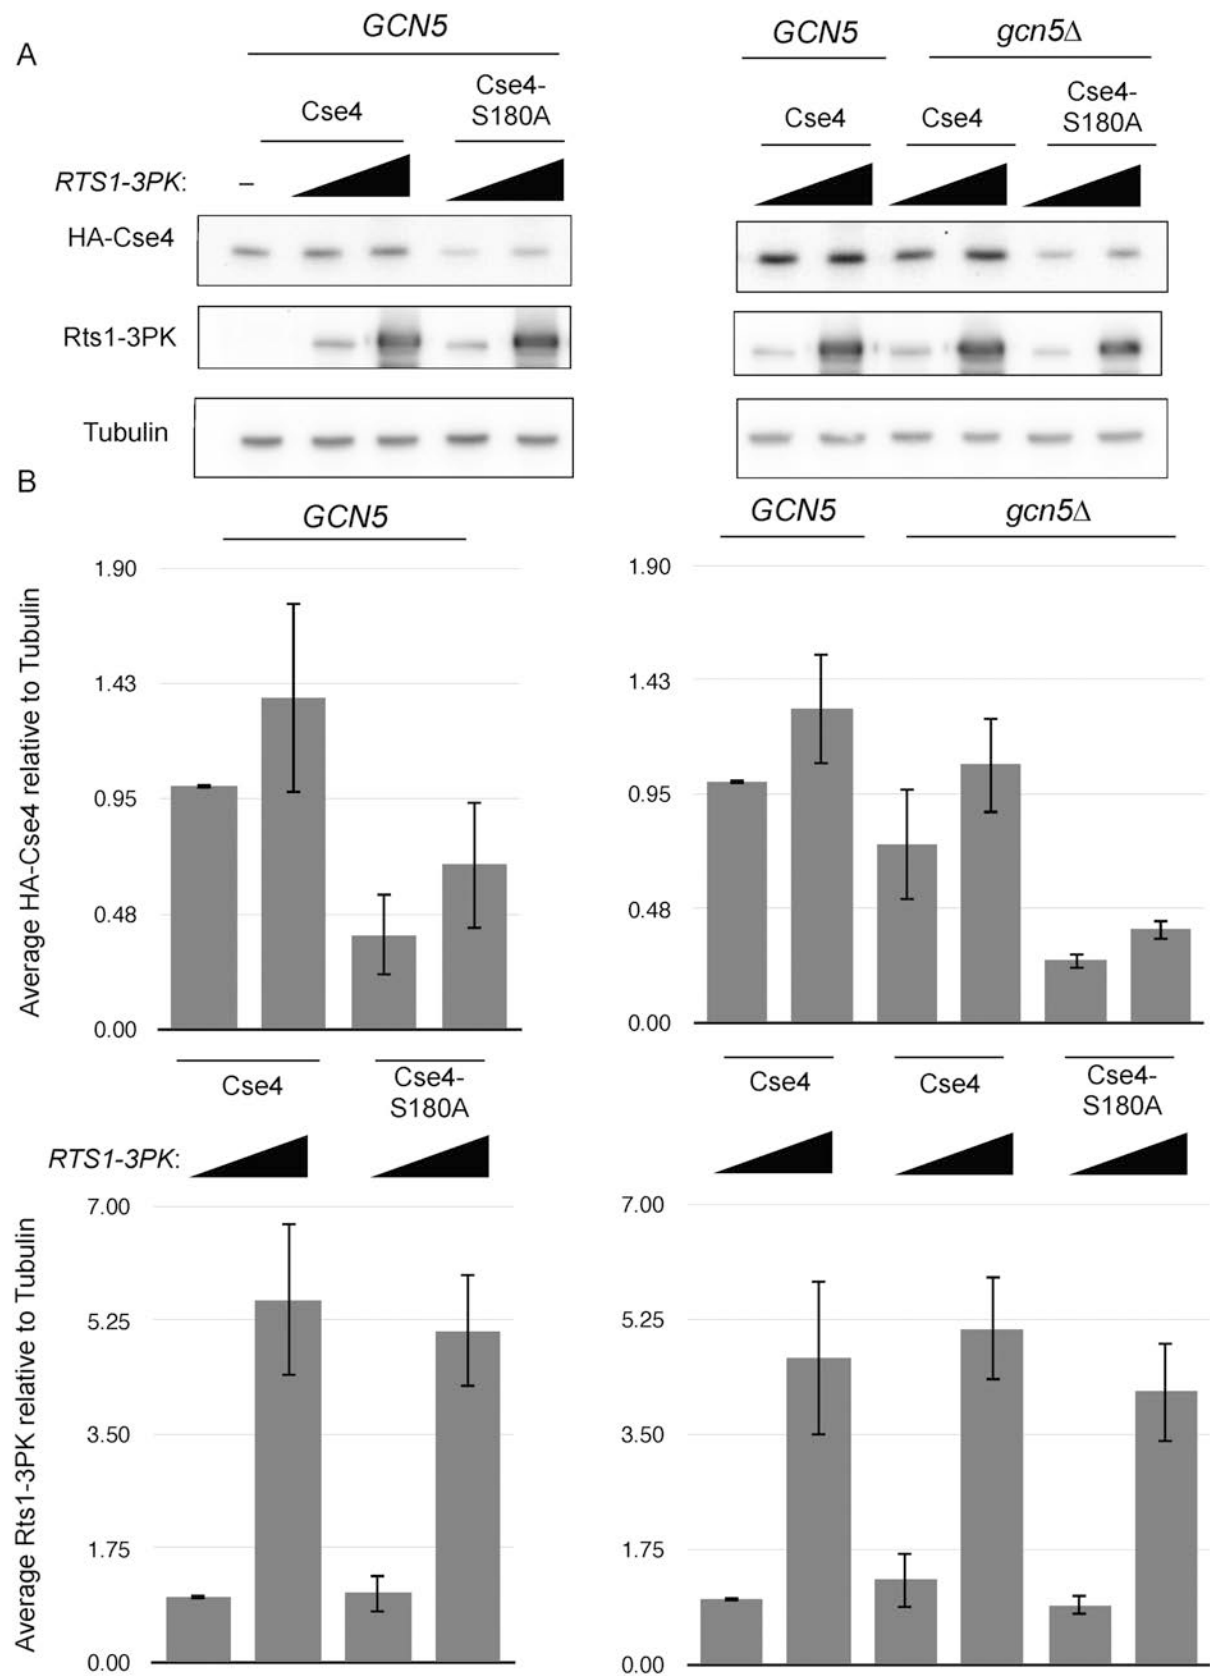 A
GCN5
GCN5
gcn5Δ
Cse4
Cse4-
S180A
Cse4
Cse4
Cse4-
S180A
RTS1-3PK:
–
HA-Cse4
Rts1-3PK
Tubulin
B
GCN5
GCN5
gcn5Δ
Average HA-Cse4 relative to Tubulin
1.90
1.43
0.95
0.48
0.00
1.90
1.43
0.95
0.48
0.00
Cse4
Cse4-
S180A
Cse4
Cse4
Cse4-
S180A
RTS1-3PK:
Average Rts1-3PK relative to Tubulin
7.00
5.25
3.50
1.75
0.00
7.00
5.25
3.50
1.75
0.00